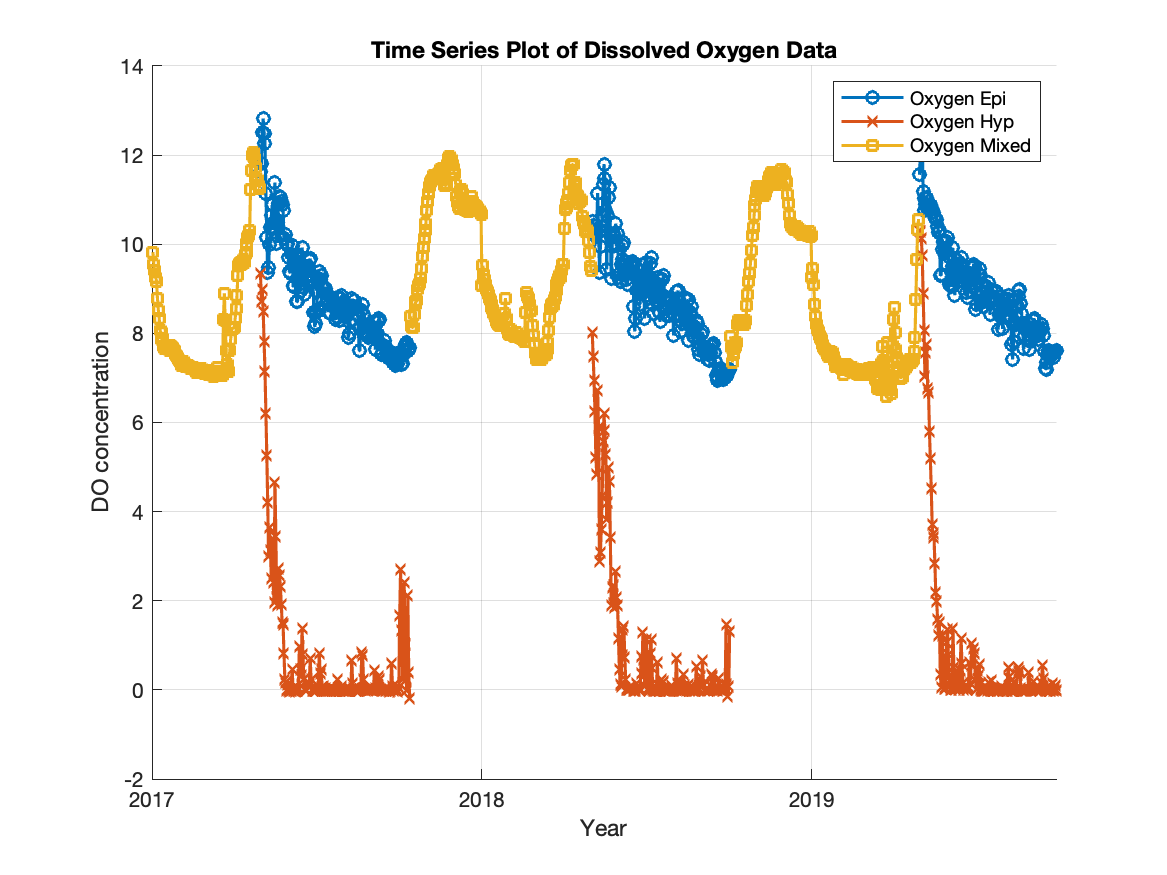 Time Series Plot of Dissolved Oxygen Data
14
12
10
8
6
4
2
0
-2
DO concentration
Oxygen Epi
Oxygen Hyp
Oxygen Mixed
2017
2018
2019
Year